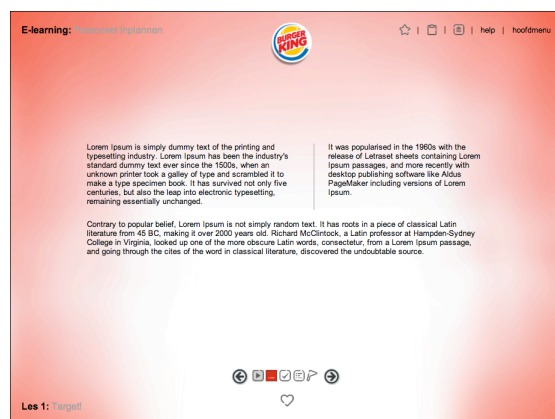 E-learning: Personeel Inplannen
BURGER
KING
| | | help | hoofdmenu
Lorem Ipsum is simply dummy text of the printing and
typesetting industry. Lorem Ipsum has been the industry's
standard dummy text ever since the 1500s, when an
unknown printer took a galley of type and scrambled it to
make a type specimen book. It has survived not only five
centuries, but also the leap into electronic typesetting,
remaining essentially unchanged.
It was popularised in the 1960s with the
release of Letraset sheets containing Lorem
Ipsum passages, and more recently with
desktop publishing software like Aldus
PageMaker including versions of Lorem
Ipsum.
Contrary to popular belief, Lorem Ipsum is not simply random text. It has roots in a piece of classical Latin
literature from 45 BC, making it over 2000 years old. Richard McClintock, a Latin professor at Hampden-Sydney
College in Virginia, looked up one of the more obscure Latin words, consectetur, from a Lorem Ipsum passage,
and going through the cites of the word in classical literature, discovered the undoubtable source.
Les 1: Target!